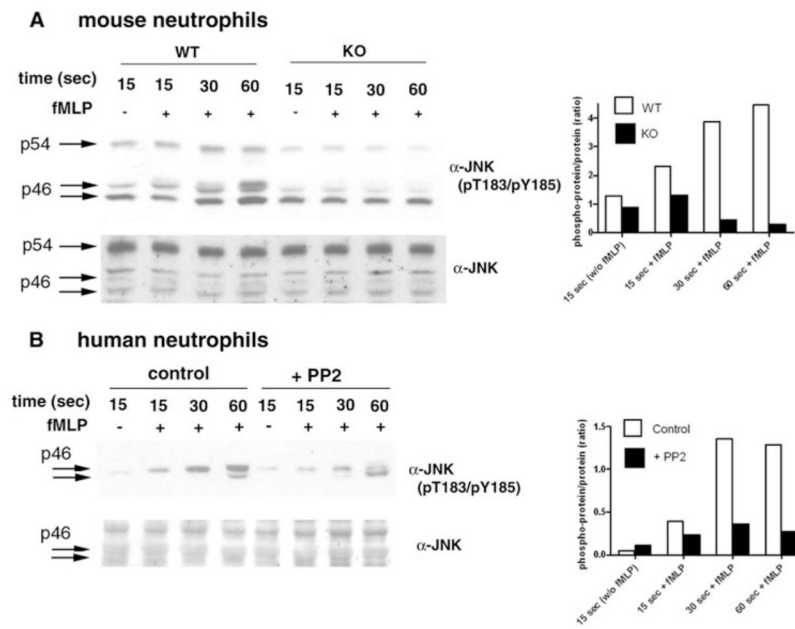 A mouse neutrophils
WT KO
time (sec) 15 15 30 60 15 15 30 60
fMLP - + + + - + + +
p54
p46
α-JNK
(pT183/pY185)
p54
p46
α-JNK
phospho-protein/protein (ratio)
4
3
2
1
0
WT
KO
15 sec (w/o fMLP)
15 sec + fMLP
30 sec + fMLP
60 sec + fMLP
B human neutrophils
control + PP2
time (sec) 15 15 30 60 15 15 30 60
fMLP - + + + - + + +
p46
α-JNK
(pT183/pY185)
p46
α-JNK
phospho-protein/protein (ratio)
1.5
1.0
0.5
0.0
Control
+ PP2
15 sec (w/o fMLP)
15 sec + fMLP
30 sec + fMLP
60 sec + fMLP